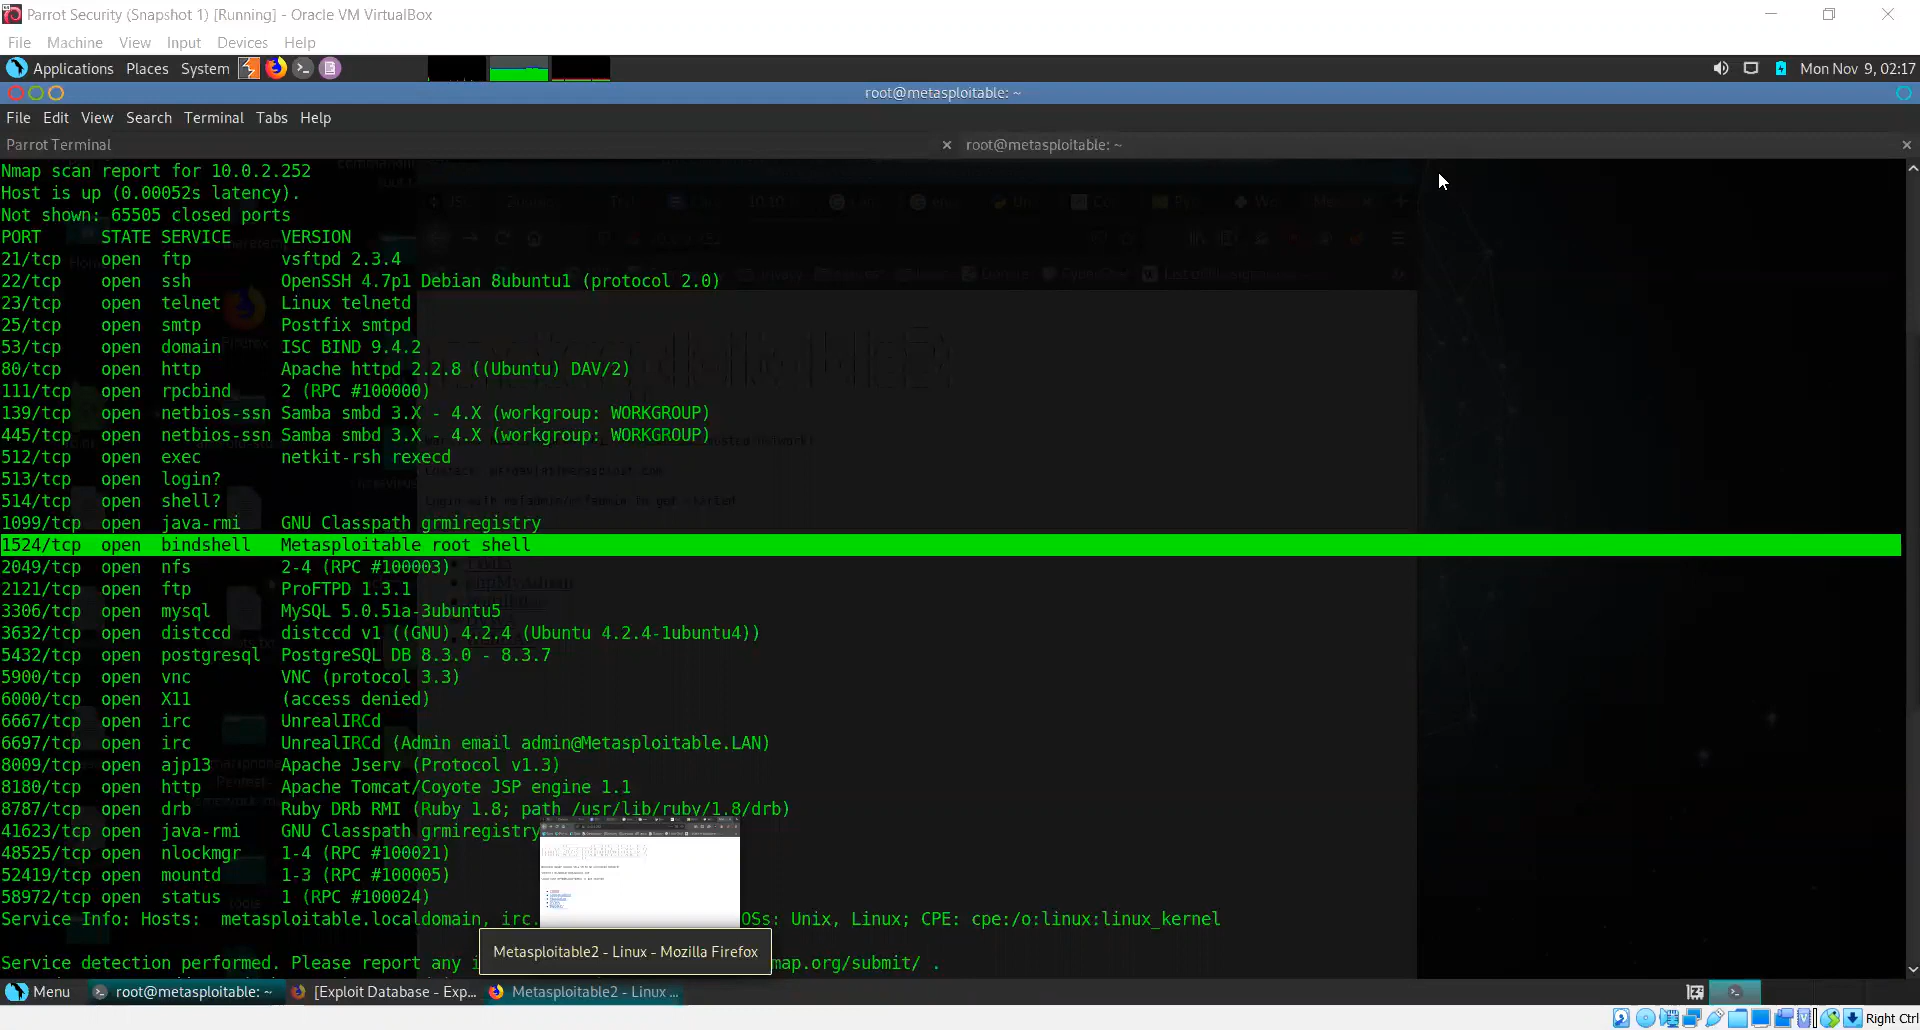 Parrot Security (Snapshot 1) [Running] - Oracle VM VirtualBox
File Machine View Input Devices Help
Applications Places System Mon Nov 9, 02:17
root@metasploitable: ~
File Edit View Search Terminal Tabs Help
Parrot Terminal × root@metasploitable: ~ ×
Nmap scan report for 10.0.2.252
Host is up (0.00052s latency).
Not shown: 65505 closed ports
PORT STATE SERVICE VERSION
21/tcp open ftp vsftpd 2.3.4
22/tcp open ssh OpenSSH 4.7p1 Debian 8ubuntu1 (protocol 2.0)
23/tcp open telnet Linux telnetd
25/tcp open smtp Postfix smtpd
53/tcp open domain ISC BIND 9.4.2
80/tcp open http Apache httpd 2.2.8 ((Ubuntu) DAV/2)
111/tcp open rpcbind 2 (RPC #100000)
139/tcp open netbios-ssn Samba smbd 3.X - 4.X (workgroup: WORKGROUP)
445/tcp open netbios-ssn Samba smbd 3.X - 4.X (workgroup: WORKGROUP)
512/tcp open exec netkit-rsh rexecd
513/tcp open login?
514/tcp open shell?
1099/tcp open java-rmi GNU Classpath grmiregistry
1524/tcp open bindshell Metasploitable root shell
2049/tcp open nfs 2-4 (RPC #100003)
2121/tcp open ftp ProFTPD 1.3.1
3306/tcp open mysql MySQL 5.0.51a-3ubuntu5
3632/tcp open distccd distccd v1 ((GNU) 4.2.4 (Ubuntu 4.2.4-1ubuntu4))
5432/tcp open postgresql PostgreSQL DB 8.3.0 - 8.3.7
5900/tcp open vnc VNC (protocol 3.3)
6000/tcp open X11 (access denied)
6667/tcp open irc UnrealIRCd
6697/tcp open irc UnrealIRCd (Admin email admin@Metasploitable.LAN)
8009/tcp open ajp13 Apache Jserv (Protocol v1.3)
8180/tcp open http Apache Tomcat/Coyote JSP engine 1.1
8787/tcp open drb Ruby DRb RMI (Ruby 1.8; path /usr/lib/ruby/1.8/drb)
41623/tcp open java-rmi GNU Classpath grmiregistry
48525/tcp open nlockmgr 1-4 (RPC #100021)
52419/tcp open mountd 1-3 (RPC #100005)
58972/tcp open status 1 (RPC #100024)
Service Info: Hosts: metasploitable.localdomain, irc. OSs: Unix, Linux; CPE: cpe:/o:linux:linux_kernel
Metasploitable2 - Linux - Mozilla Firefox
Service detection performed. Please report any i map.org/submit/ .
Menu root@metasploitable: ~ [Exploit Database - Exp... Metasploitable2 - Linux ...
Right Ctrl